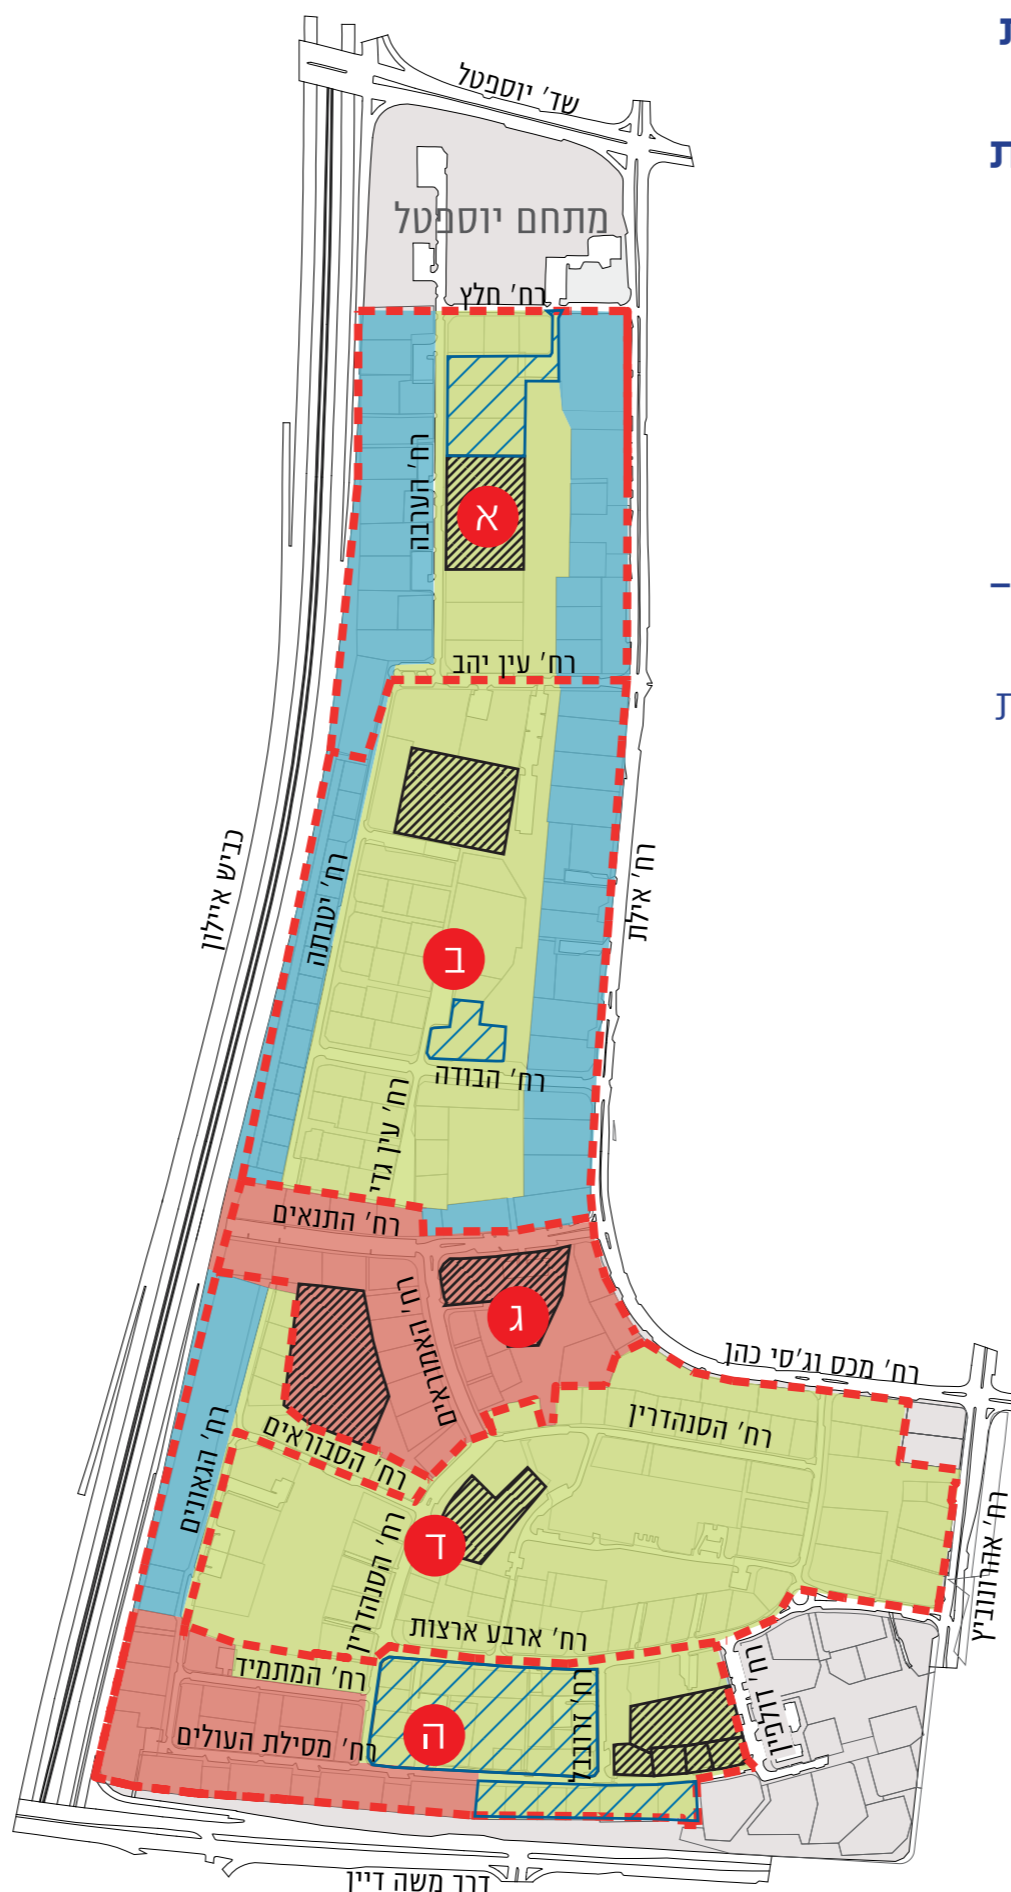 ת
שד' יוספטל
ת
מתחם יוספטל
רח' חלץ
רח' הערבה
א
–
רח' עין יהב
ת
כביש איילון
רח' יטבתה
רח' אילת
ב
רח' הבודה
רח' עין גדי
רח' התנאים
רח' האמוראים
ג
רח' מכס וג'סי כהן
רח' הסנהדרין
רח' הגאונים
רח' הסבוראים
רח' אהרונוביץ
ד
רח' הסנהדרין
רח' ארבע ארצות
רח' המתמיד
רח' זרובבל
רח' דולפין
ה
רח' מסילת העולים
דרך משה דיין